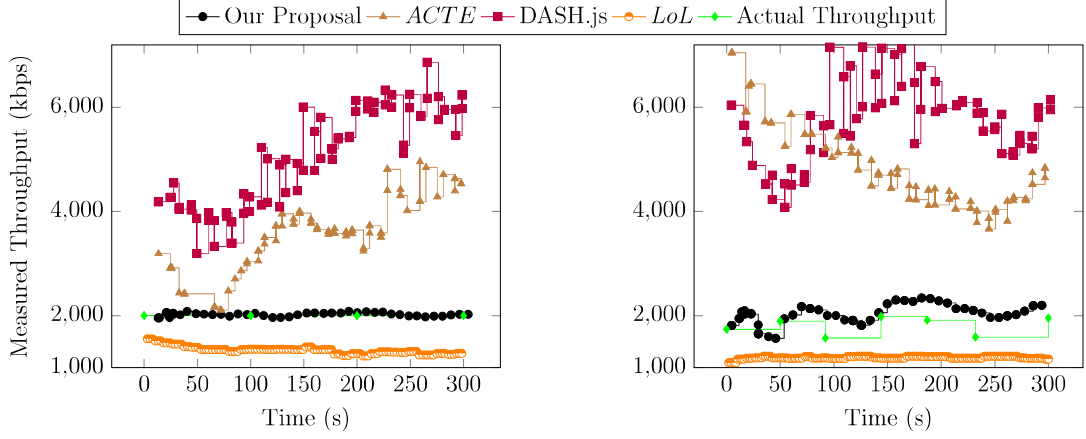 Our Proposal ACTE DASH.js LoL Actual Throughput
Measured Throughput (kbps)
6,000
4,000
2,000
1,000
0 50 100 150 200 250 300
Time (s)
6,000
4,000
2,000
1,000
0 50 100 150 200 250 300
Time (s)